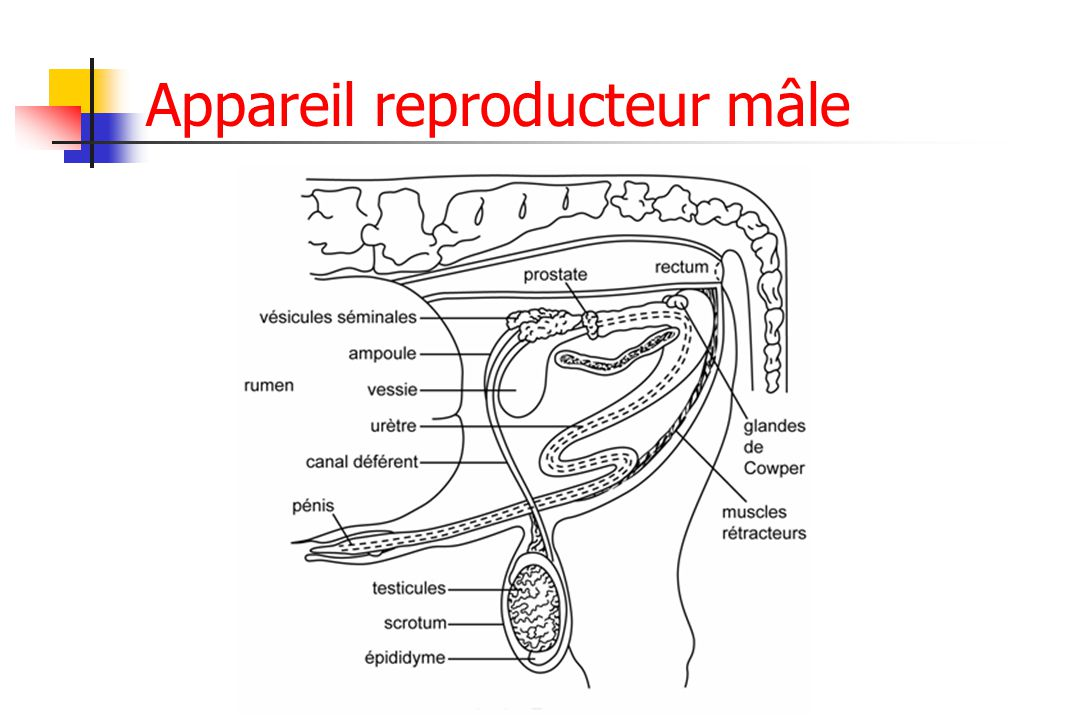 Appareil reproducteur mâle
prostate
rectum
vésicules séminales
ampoule
rumen
vessie
urètre
canal déférent
pénis
glandes
de
Cowper
muscles
rétracteurs
testicules
scrotum
épididyme